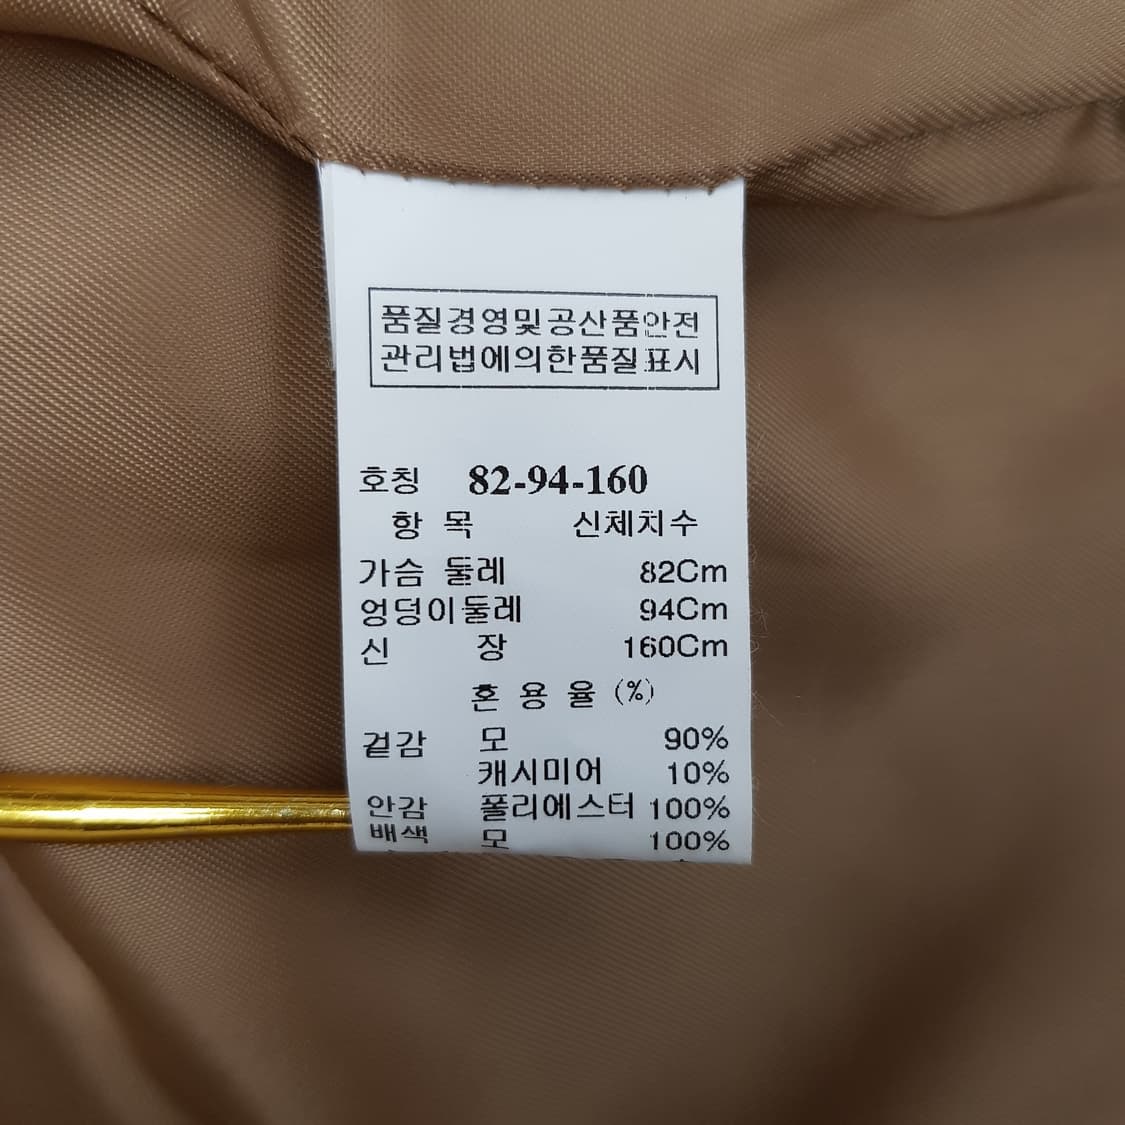 품질경영및공산품안전
관리법에의한품질표시
호칭 82-94-160
항 목 신체치수
가슴 둘레 82Cm
엉덩이둘레 94Cm
신 장 160Cm
혼 용 율 (%)
겉감 모 90%
캐시미어 10%
안감 폴리에스터 100%
배색 모 100%